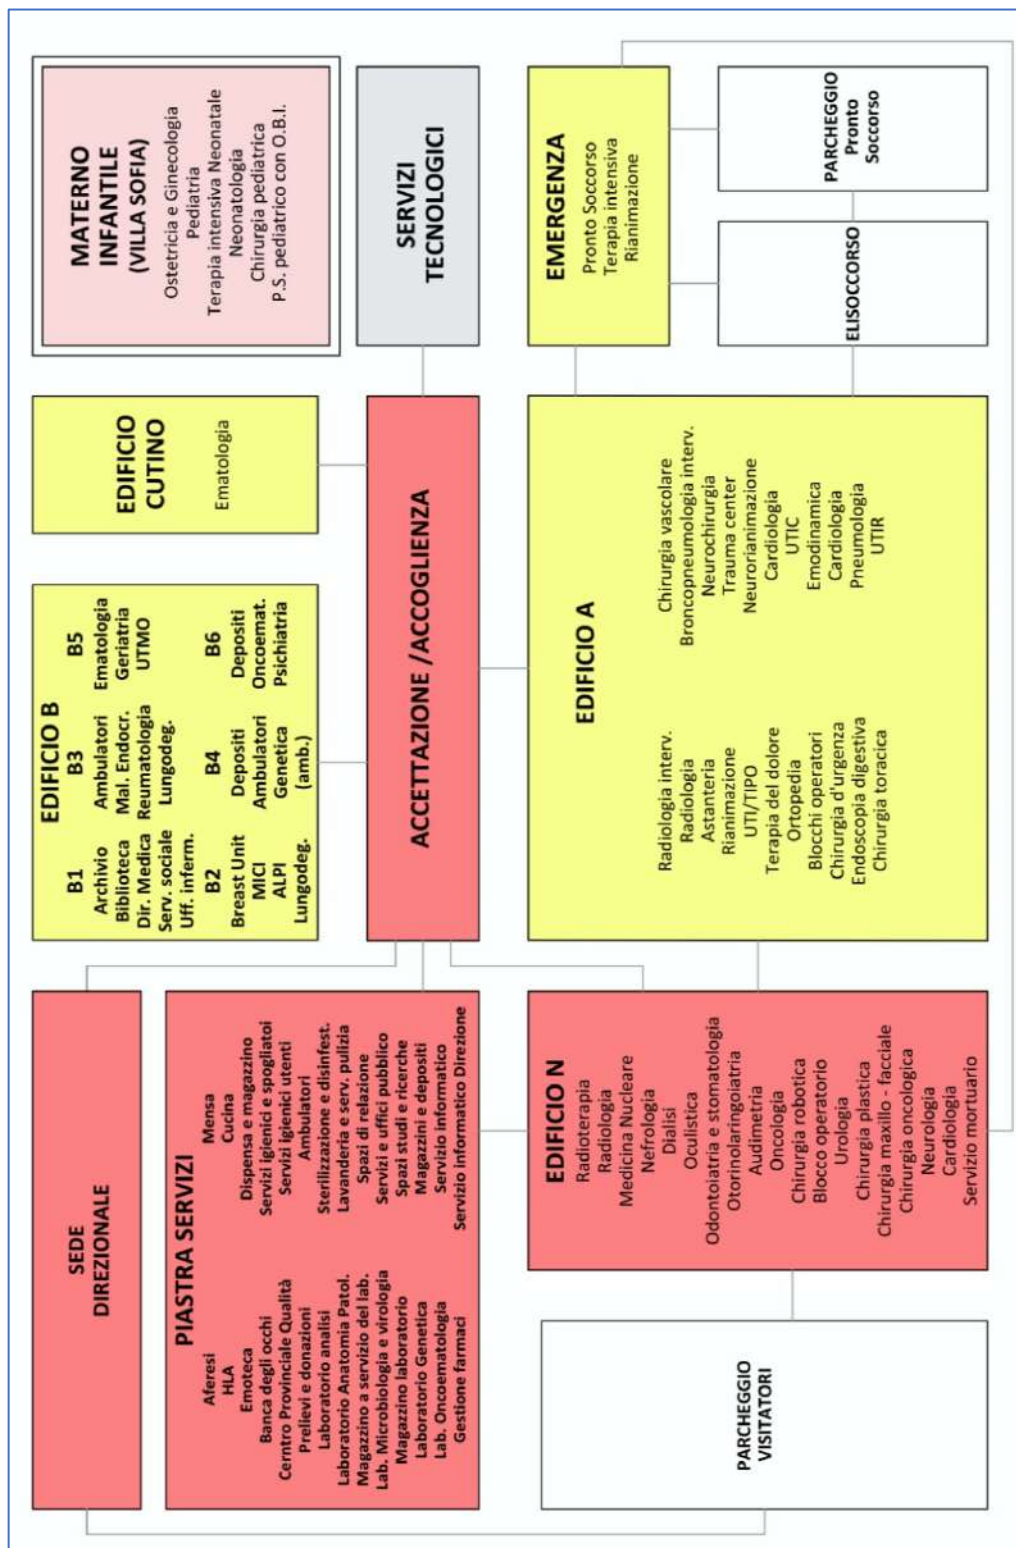 SEDE
DIREZIONALE
PIASTRA SERVIZI
Aferesi
HLA
Emoteca
Banca degli occhi
Cerntro Provinciale Qualità
Prelievi e donazioni
Laboratorio analisi
Laboratorio Anatomia Patol.
Magazzino a servizio del lab.
Lab. Microbiologia e virologia
Magazzino laboratorio
Laboratorio Genetica
Lab. Oncoematologia
Gestione farmaci
Mensa
Cucina
Dispensa e magazzino
Servizi igienici e spogliatoi
Servizi igienici utenti
Ambulatori
Sterilizzazione e disinfest.
Lavanderia e serv. pulizia
Spazi di relazione
Servizi e uffici pubblico
Spazi studi e ricerche
Magazzini e depositi
Servizio informatico
Servizio informatico Direzione
PARCHEGGIO
VISITATORI
EDIFICIO N
Radioterapia
Radiologia
Medicina Nucleare
Nefrologia
Dialisi
Oculistica
Odontoiatria e stomatologia
Otorinolaringoiatria
Audimetria
Oncologia
Chirurgia robotica
Blocco operatorio
Urologia
Chirurgia plastica
Chirurgia maxillo - facciale
Chirurgia oncologica
Neurologia
Cardiologia
Servizio mortuario
EDIFICIO B
B1
Archivio
Biblioteca
Dir. Medica
Serv. sociale
Uff. inferm.
B2
Breast Unit
MICI
ALPI
Lungodeg.
B3
Ambulatori
Mal. Endocr.
Reumatologia
Lungodeg.
B4
Depositi
Ambulatori
Genetica
(amb.)
B5
Ematologia
Geriatria
UTMO
B6
Depositi
Oncoemat.
Psichiatria
EDIFICIO
CUTINO
Ematologia
MATERNO
INFANTILE
(VILLA SOFIA)
Ostetricia e Ginecologia
Pediatria
Terapia intensiva Neonatale
Neonatologia
Chirurgia pediatrica
P.S. pediatrico con O.B.I.
ACCETTAZIONE /ACCOGLIENZA
SERVIZI
TECNOLOGICI
EDIFICIO A
Radiologia interv.
Radiologia
Astanteria
Rianimazione
UTI/TIPO
Terapia del dolore
Ortopedia
Blocchi operatori
Chirurgia d'urgenza
Endoscopia digestiva
Chirurgia toracica
Chirurgia vascolare
Broncopneumologia interv.
Neurochirurgia
Trauma center
Neurorianimazione
Cardiologia
UTIC
Emodinamica
Cardiologia
Pneumologia
UTIR
EMERGENZA
Pronto Soccorso
Terapia intensiva
Rianimazione
ELISOCCORSO
PARCHEGGIO
Pronto
Soccorso